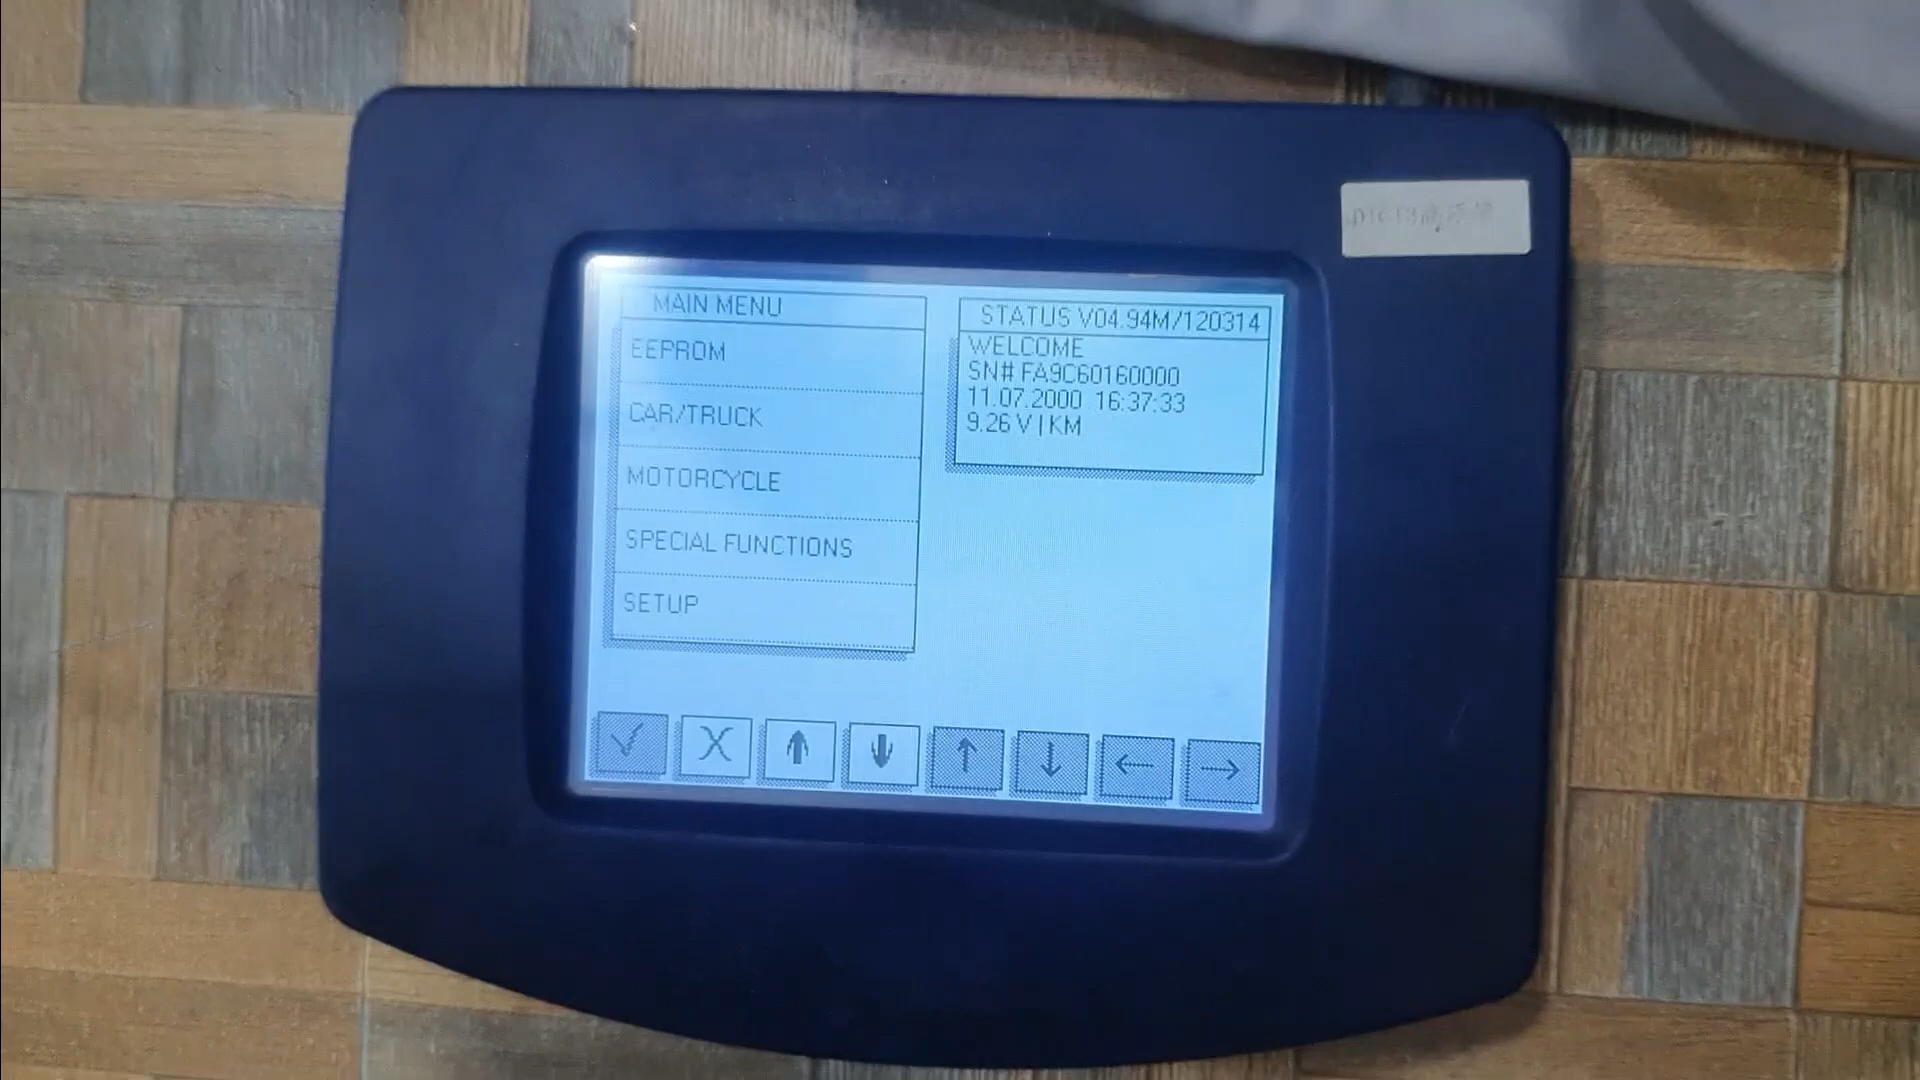 MAIN MENU
EEPROM
CAR/TRUCK
MOTORCYCLE
SPECIAL FUNCTIONS
SETUP
STATUS V04.94M/120314
WELCOME
SN# FA9C60160000
11.07.2000 16:37:33
9.26 V | KM